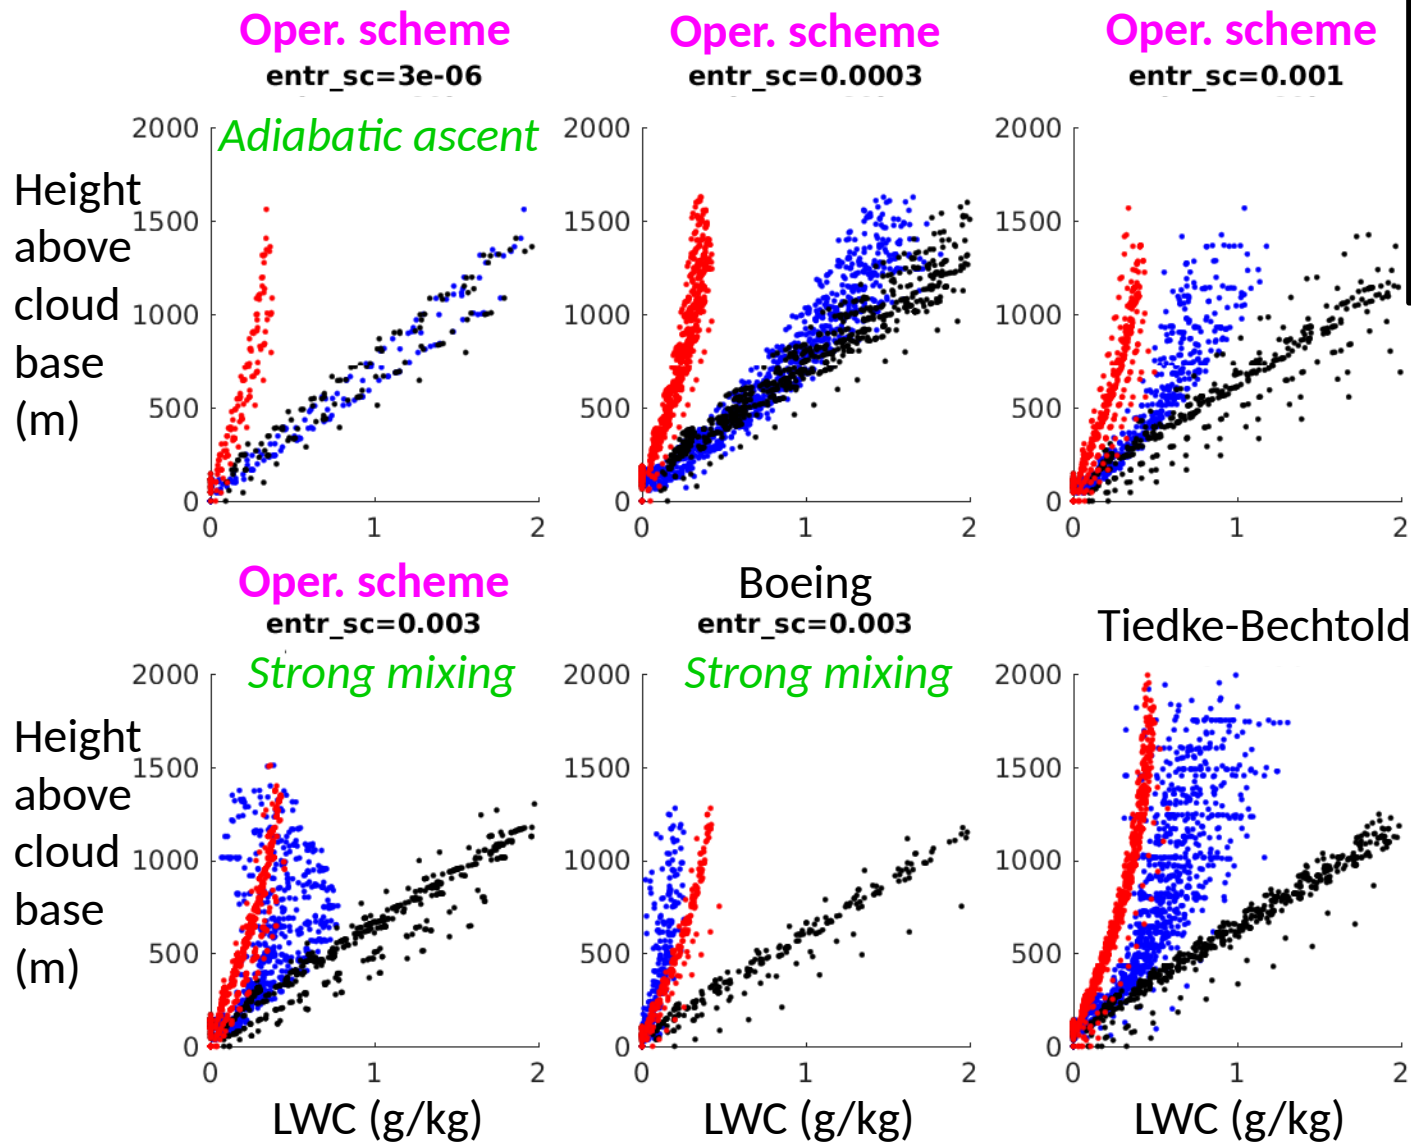 Oper. scheme
Oper. scheme
Oper. scheme
entr_sc=3e-06
entr_sc=0.0003
entr_sc=0.001
Adiabatic ascent
Height
above
cloud
base
(m)
2000
1500
1000
500
0
0 1 2
2000
1500
1000
500
0
0 1 2
2000
1500
1000
500
0
0 1 2
Oper. scheme
Boeing
entr_sc=0.003
entr_sc=0.003
Tiedke-Bechtold
Strong mixing
Strong mixing
Height
above
cloud
base
(m)
2000
1500
1000
500
0
0 1 2
2000
1500
1000
500
0
0 1 2
2000
1500
1000
500
0
0 1 2
LWC (g/kg)
LWC (g/kg)
LWC (g/kg)